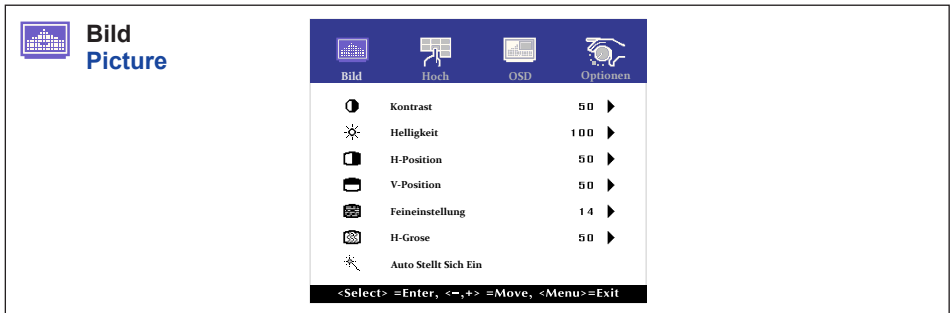 Bild
Picture
Bild Hoch OSD Optionen
Kontrast 50
Helligkeit 100
H-Position 50
V-Position 50
Feineinstellung 14
H-Grose 50
Auto Stellt Sich Ein
<Select> =Enter, <−,+> =Move, <Menu>=Exit